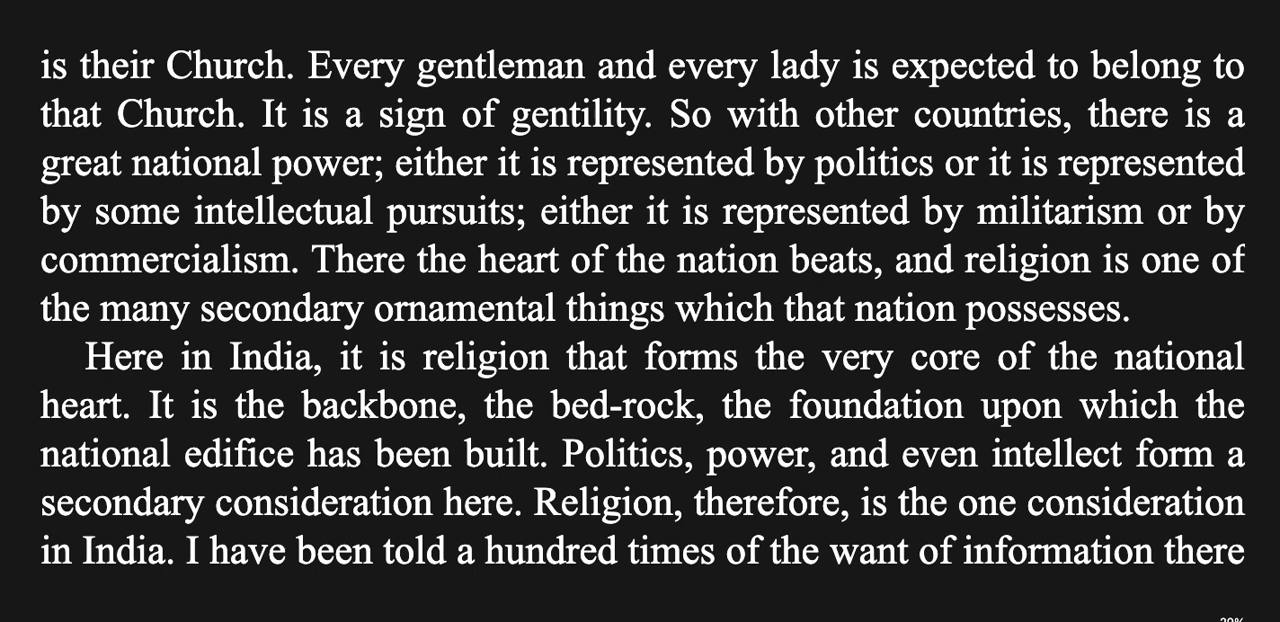 is their Church. Every gentleman and every lady is expected to belong to
that Church. It is a sign of gentility. So with other countries, there is a
great national power; either it is represented by politics or it is represented
by some intellectual pursuits; either it is represented by militarism or by
commercialism. There the heart of the nation beats, and religion is one of
the many secondary ornamental things which that nation possesses.
Here in India, it is religion that forms the very core of the national
heart. It is the backbone, the bed-rock, the foundation upon which the
national edifice has been built. Politics, power, and even intellect form a
secondary consideration here. Religion, therefore, is the one consideration
in India. I have been told a hundred times of the want of information there